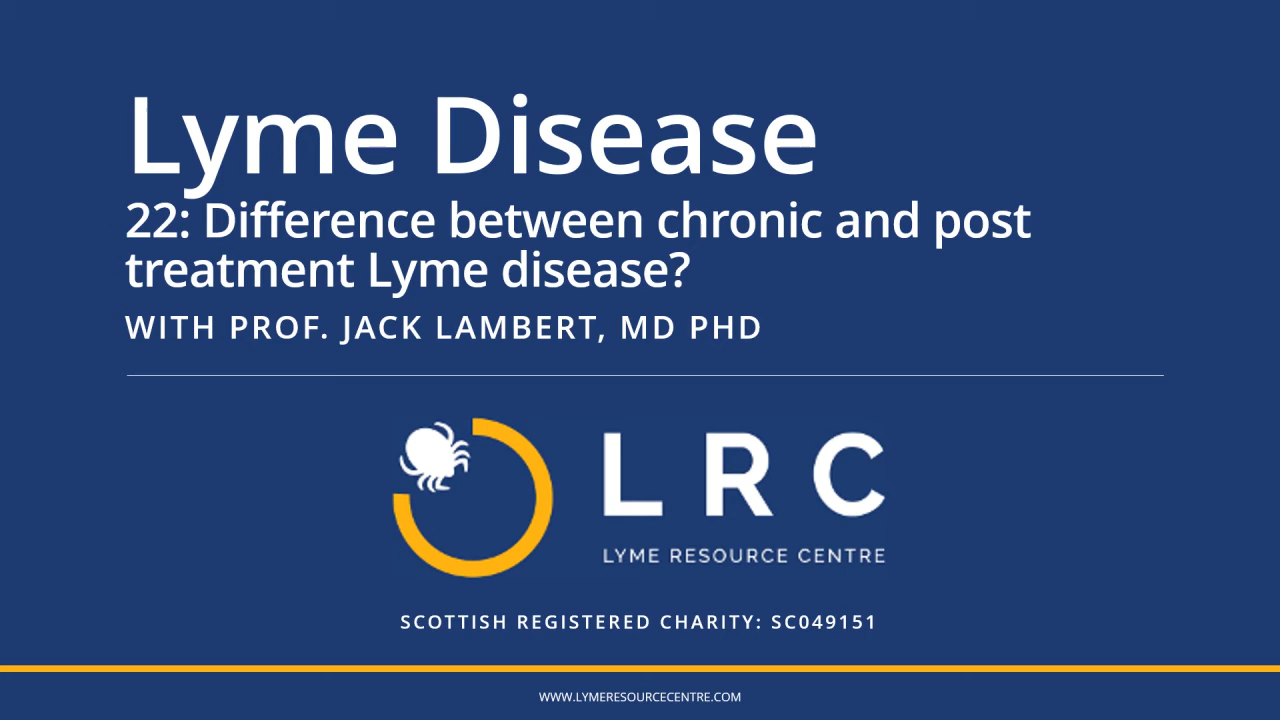 Lyme Disease
22: Difference between chronic and post
treatment Lyme disease?
WITH PROF. JACK LAMBERT, MD PHD
LRC
LYME RESOURCE CENTRE
SCOTTISH REGISTERED CHARITY: SC049151
WWW.LYMERESOURCECENTRE.COM